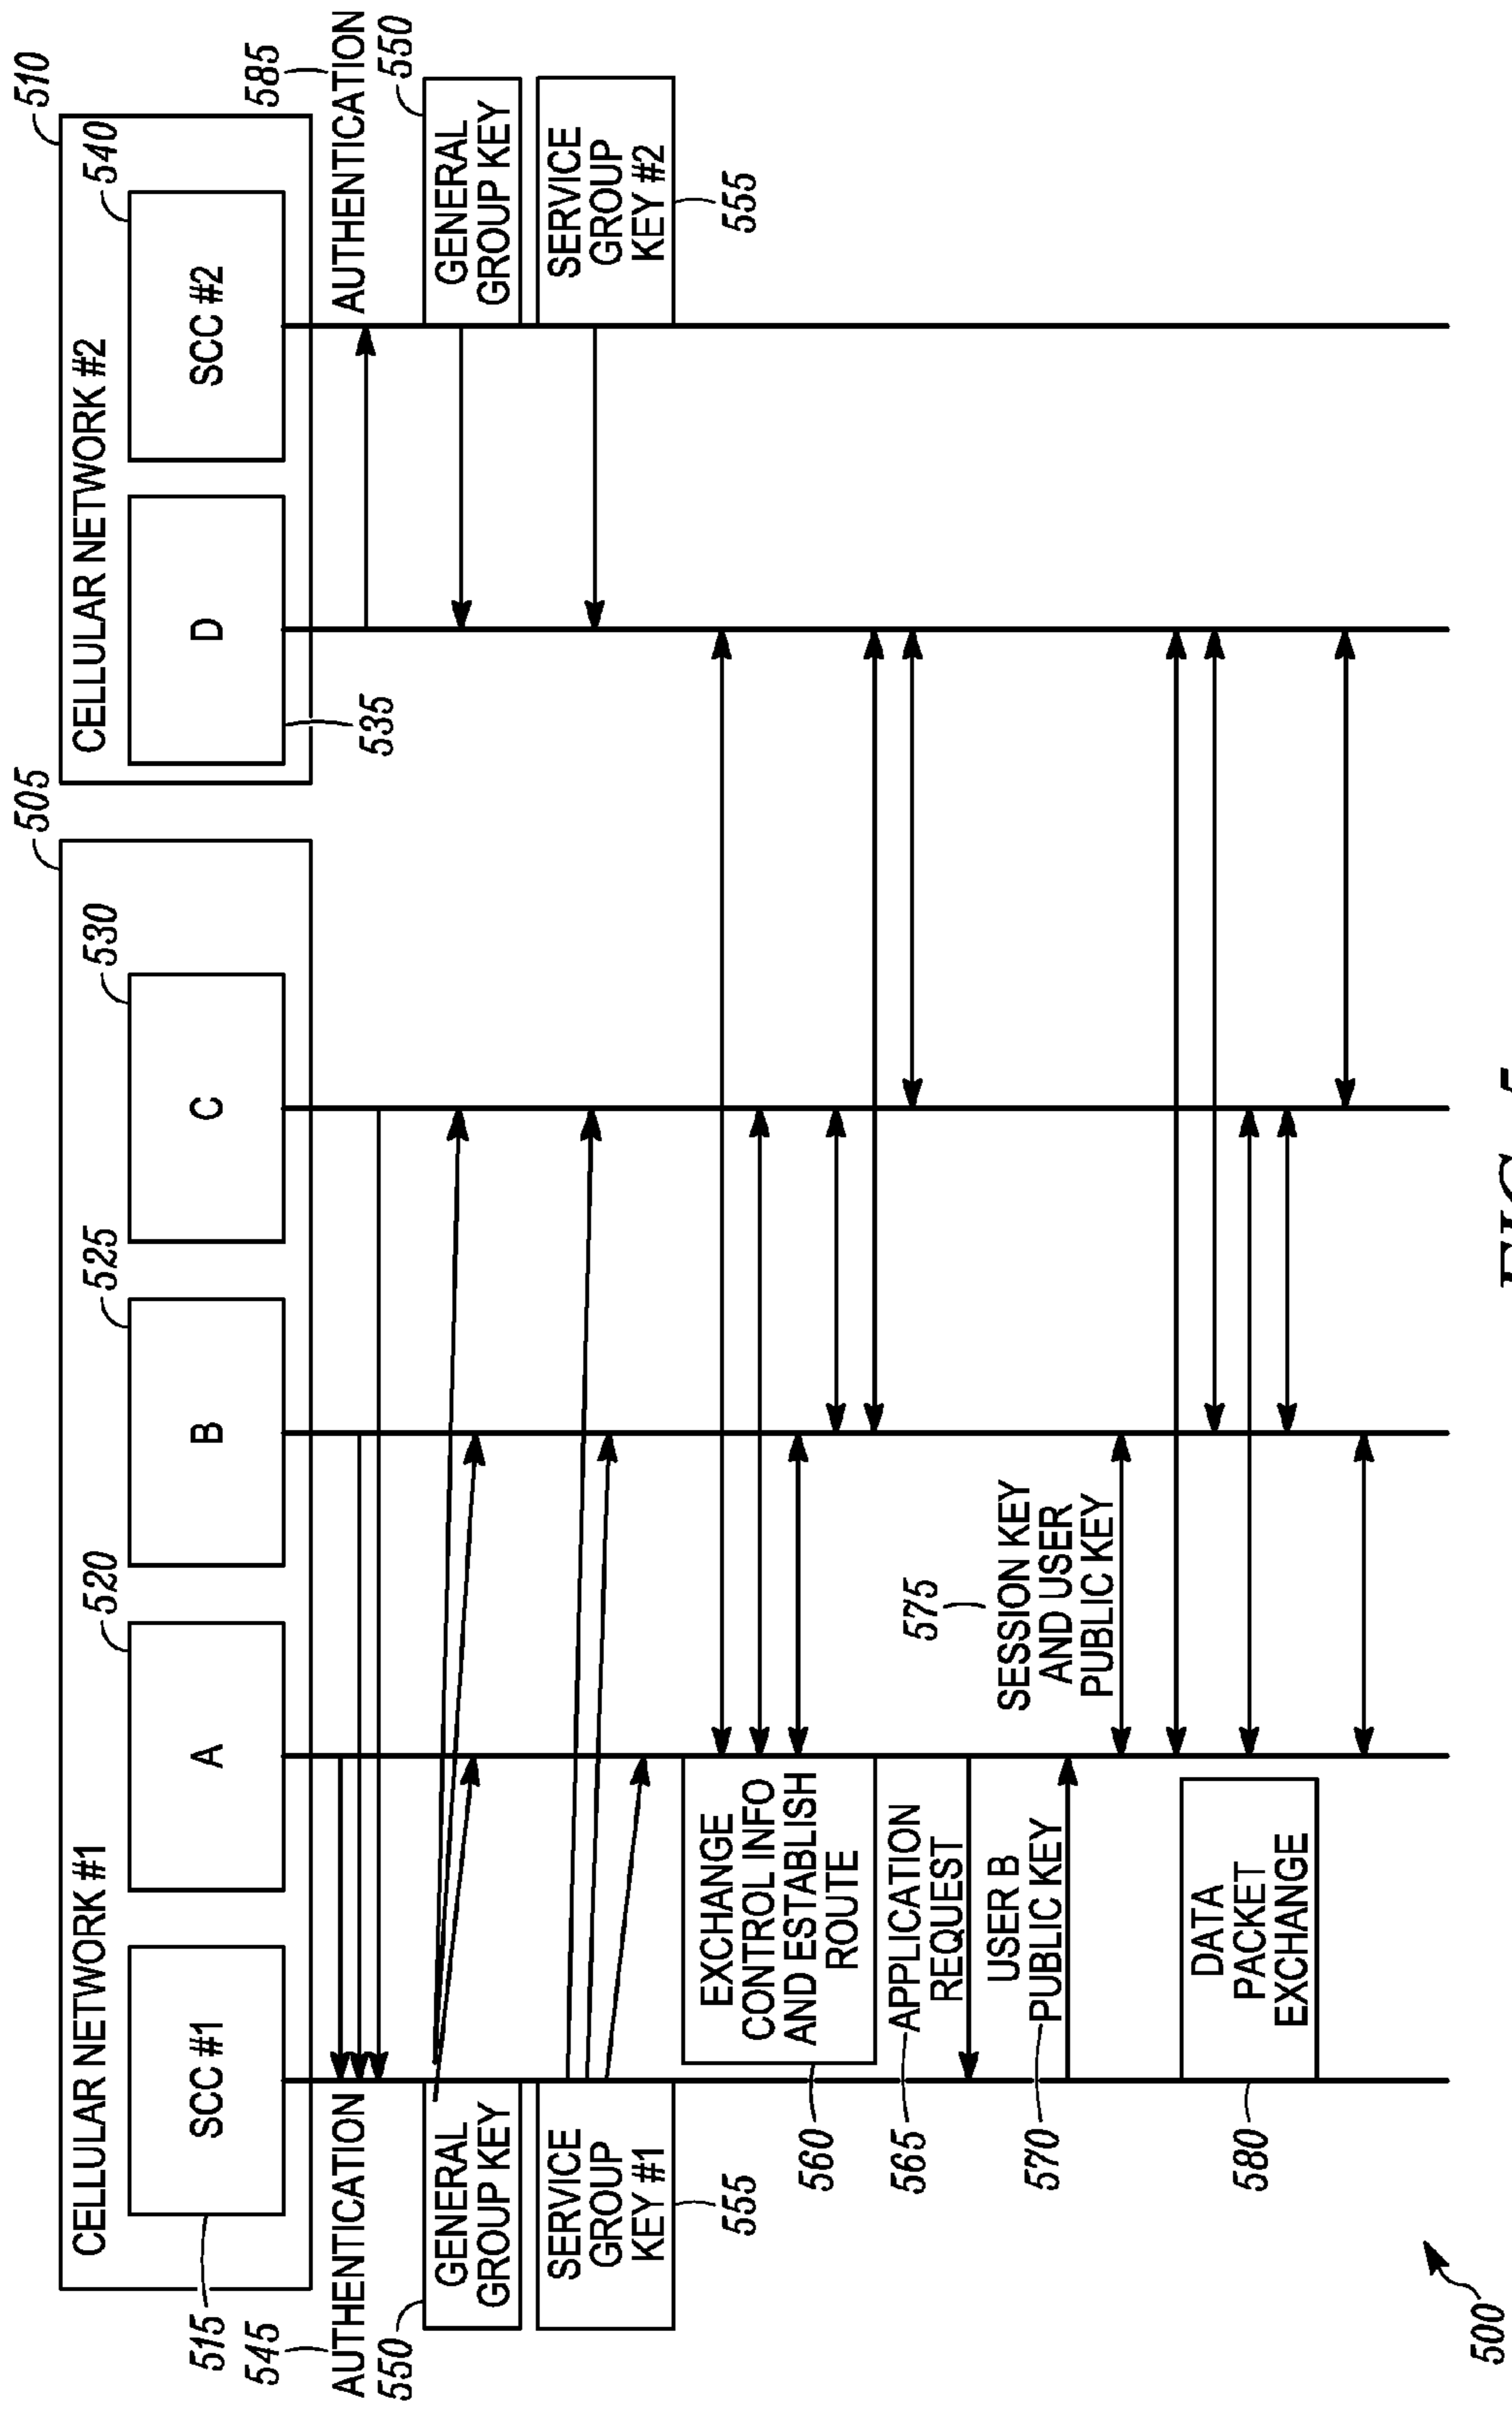 505
510
CELLULAR NETWORK #1
CELLULAR NETWORK #2
520
525
530
540
SCC #1
A
B
C
D
SCC #2
515
545
585
AUTHENTICATION
535
AUTHENTICATION
550
550
GENERAL
GROUP KEY
GENERAL
GROUP KEY
SERVICE
GROUP
KEY #1
SERVICE
GROUP
KEY #2
555
555
EXCHANGE
CONTROL INFO
AND ESTABLISH
ROUTE
560
565
APPLICATION
REQUEST
575
SESSION KEY
AND USER
PUBLIC KEY
USER B
PUBLIC KEY
570
DATA
PACKET
EXCHANGE
580
500